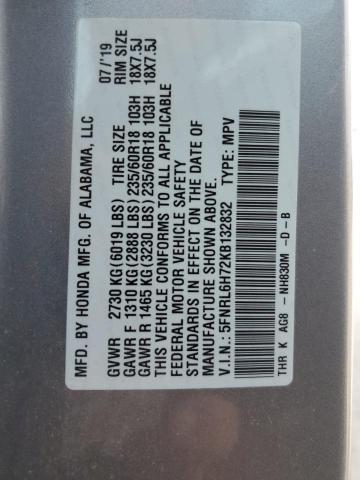 MFD. BY HONDA MFG. OF ALABAMA, LLC 07/'19
GVWR 2730 KG(6019 LBS) TIRE SIZE RIM SIZE
GAWR F 1310 KG(2888 LBS)235/60R18 103H 18X7.5J
GAWR R 1465 KG(3230 LBS)235/60R18 103H 18X7.5J
THIS VEHICLE CONFORMS TO ALL APPLICABLE
FEDERAL MOTOR VEHICLE SAFETY
STANDARDS IN EFFECT ON THE DATE OF
MANUFACTURE SHOWN ABOVE.
V.I.N.: 5FNRL6H72KB132832 TYPE: MPV
THR K AG8 - NH830M -D-B